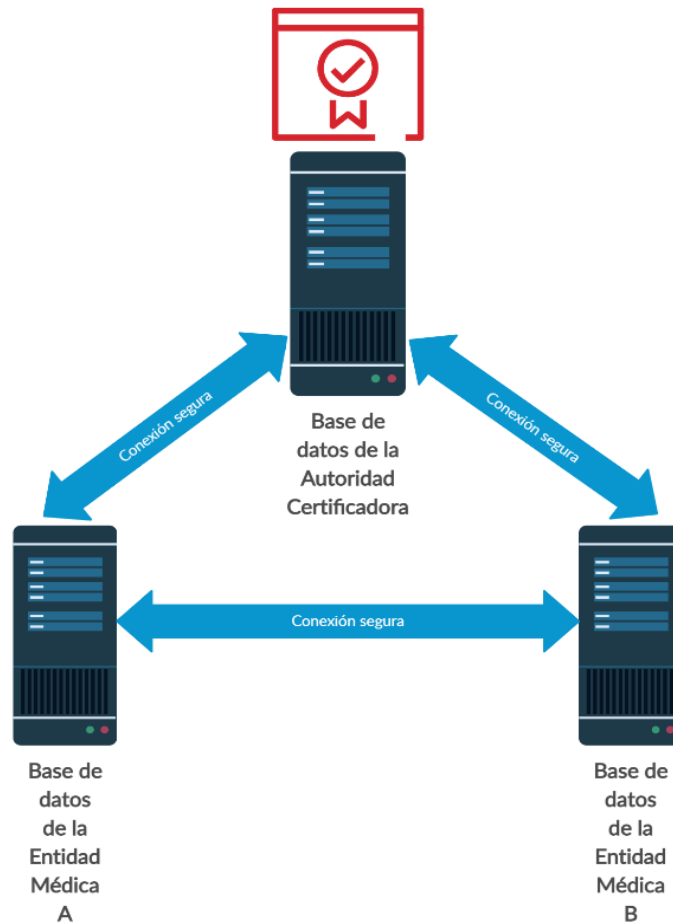 Conexión segura
Conexión segura
Base de
datos de la
Autoridad
Certificadora
Conexión segura
Base de
datos
de la
Entidad
Médica
A
Base de
datos
de la
Entidad
Médica
B